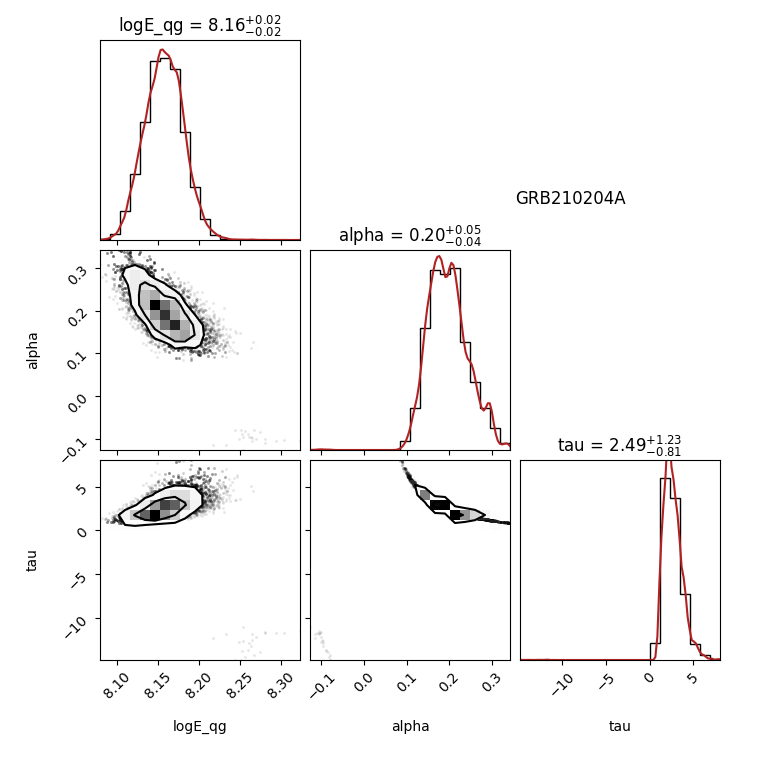 logE_qg = 8.16+0.02−0.02
GRB210204A
alpha = 0.20+0.05−0.04
0.3
0.2
0.1
0.0
−0.1
alpha
tau = 2.49+1.23−0.81
5
0
−5
−10
tau
8.10 8.15 8.20 8.25 8.30
−0.1 0.0 0.1 0.2 0.3
−10 −5 0 5
logE_qg alpha tau